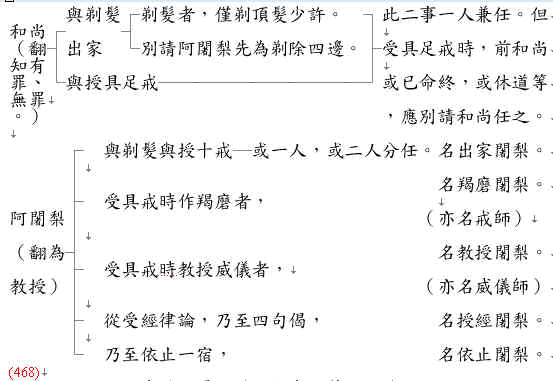 和尚
（翻
知有
罪、
無罪
。）
與剃髮
出家
與授具足戒
剃髮者，僅剃頂髮少許。
別請阿闍梨先為剃除四邊。
此二事一人兼任。但
受具足戒時，前和尚
或已命終，或休道等
，應別請和尚任之。
阿闍梨
（翻為
教授）
與剃髮與授十戒─或一人，或二人分任。名出家闍梨。
受具戒時作羯磨者，名羯磨闍梨。
（亦名戒師）
受具戒時教授威儀者，名教授闍梨。
（亦名威儀師）
從受經律論，乃至四句偈，名授經闍梨。
乃至依止一宿，名依止闍梨。
(468)